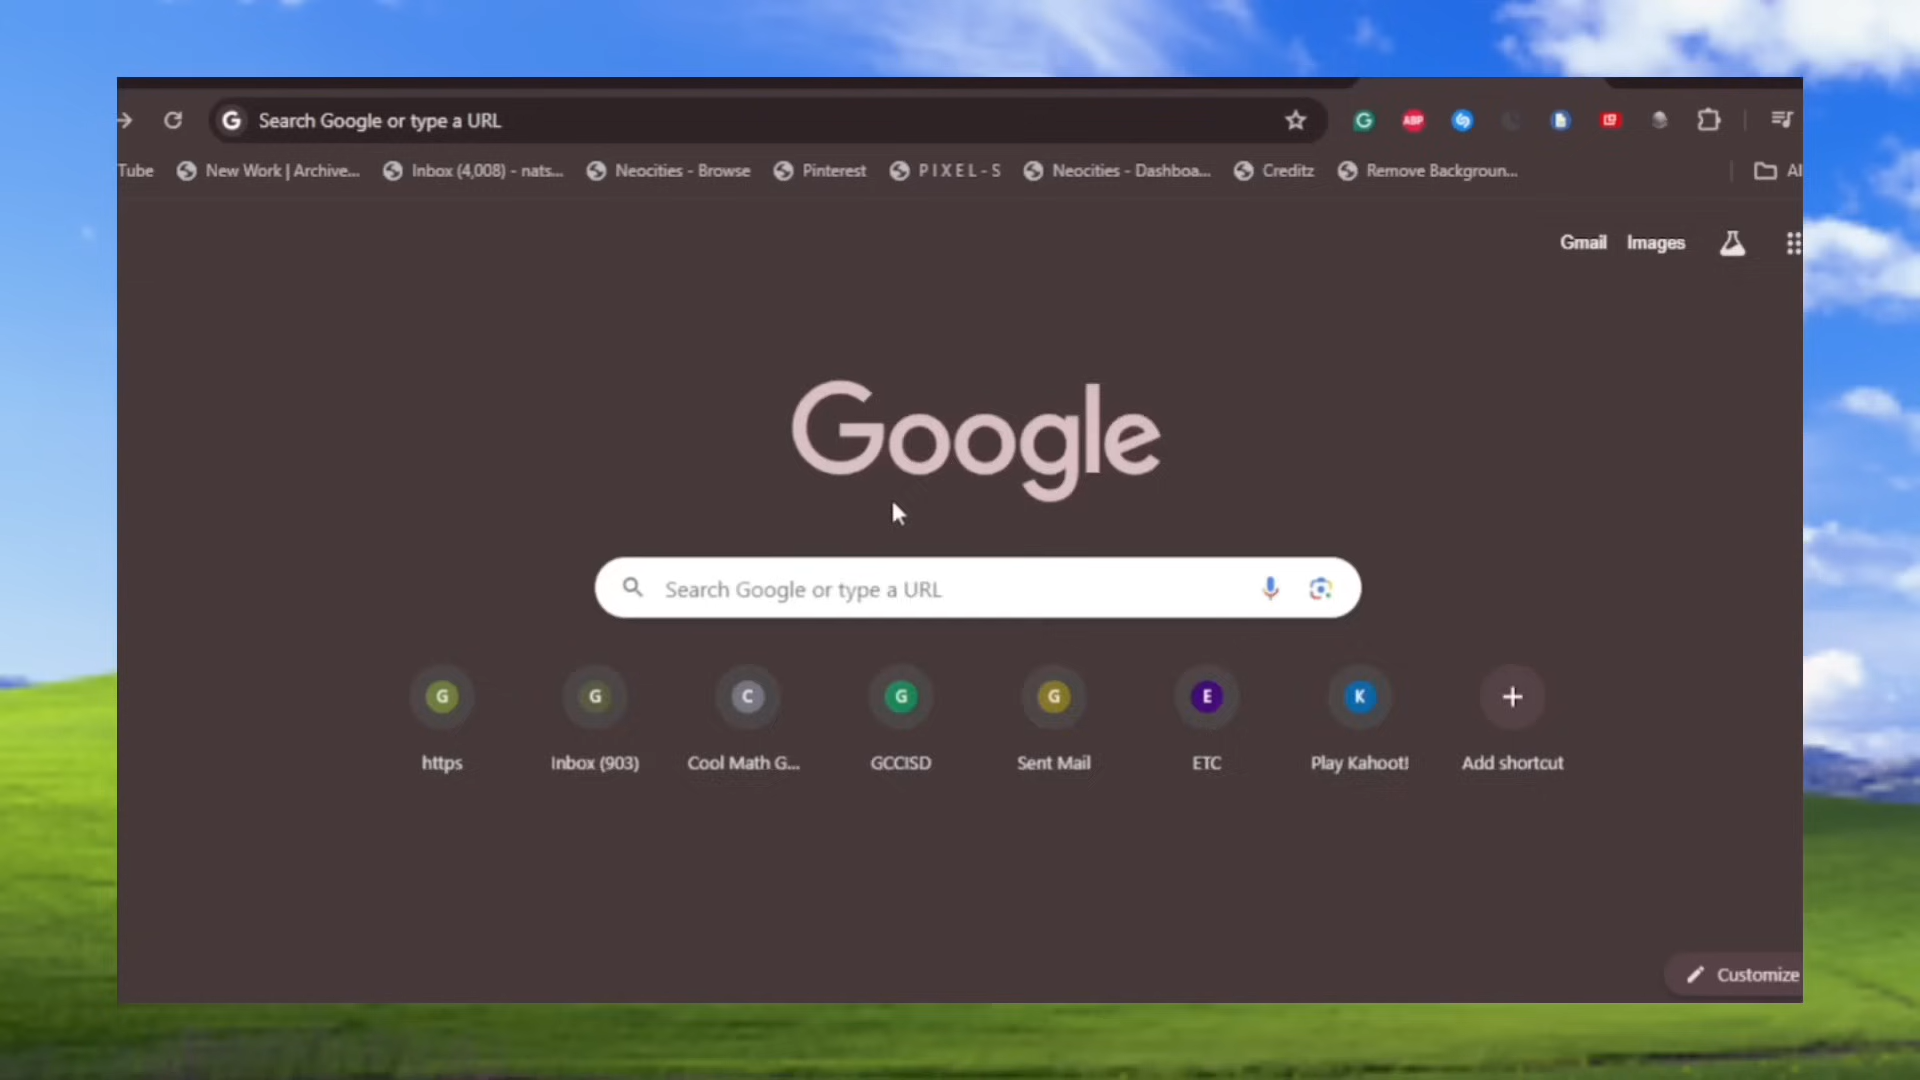 Search Google or type a URL
ABP
Tube New Work | Archive... Inbox (4,008) - nats... Neocities - Browse Pinterest P I X E L - S Neocities - Dashboa... Creditz Remove Backgroun... Al
Gmail Images
Google
Search Google or type a URL
G G C G G E K
https Inbox (903) Cool Math G... GCCISD Sent Mail ETC Play Kahoot! Add shortcut
Customize